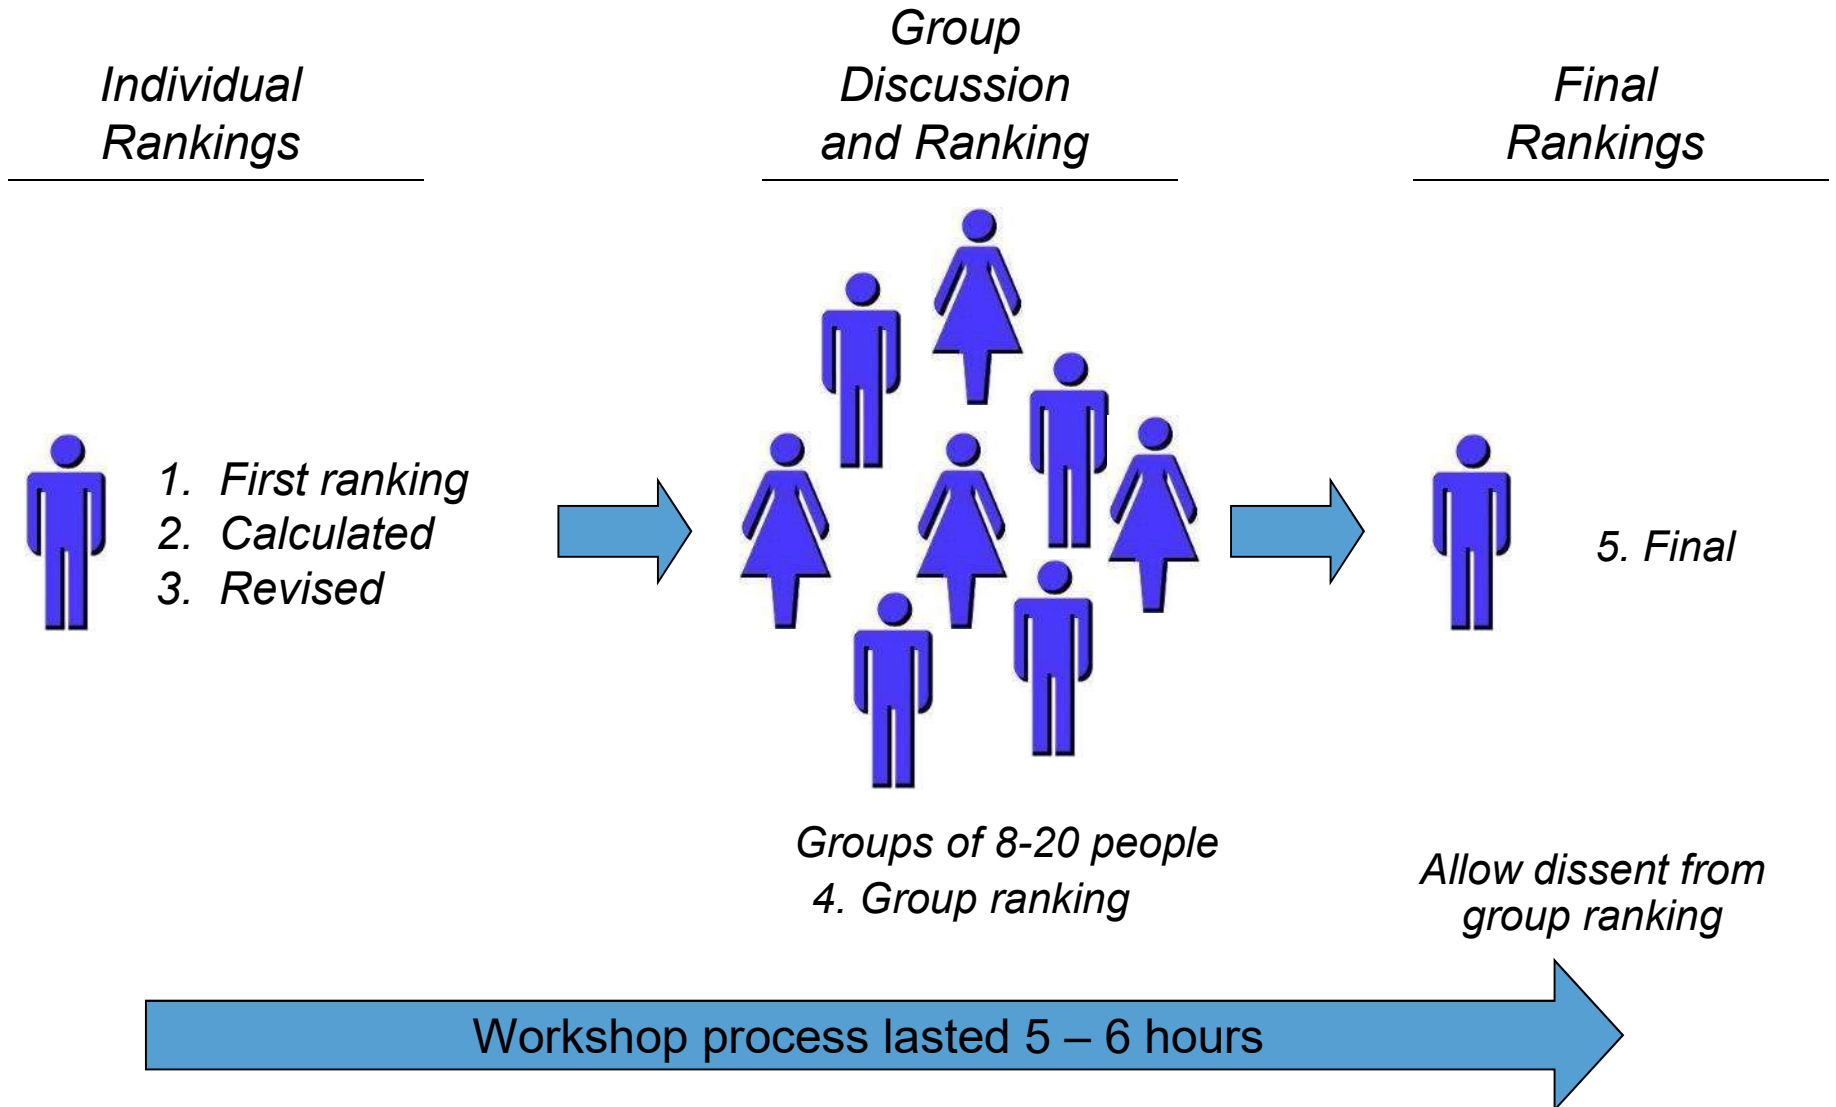 Individual
Rankings
Group
Discussion
and Ranking
Final
Rankings
1. First ranking
2. Calculated
3. Revised
5. Final
Groups of 8-20 people
4. Group ranking
Allow dissent from
group ranking
Workshop process lasted 5 – 6 hours